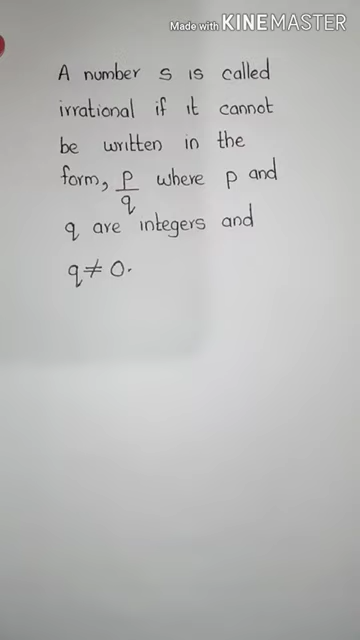 Made with KINEMASTER
A number s is called
irrational if it cannot
be written in the
form, p/q where p and
q are integers and
q ≠ 0.